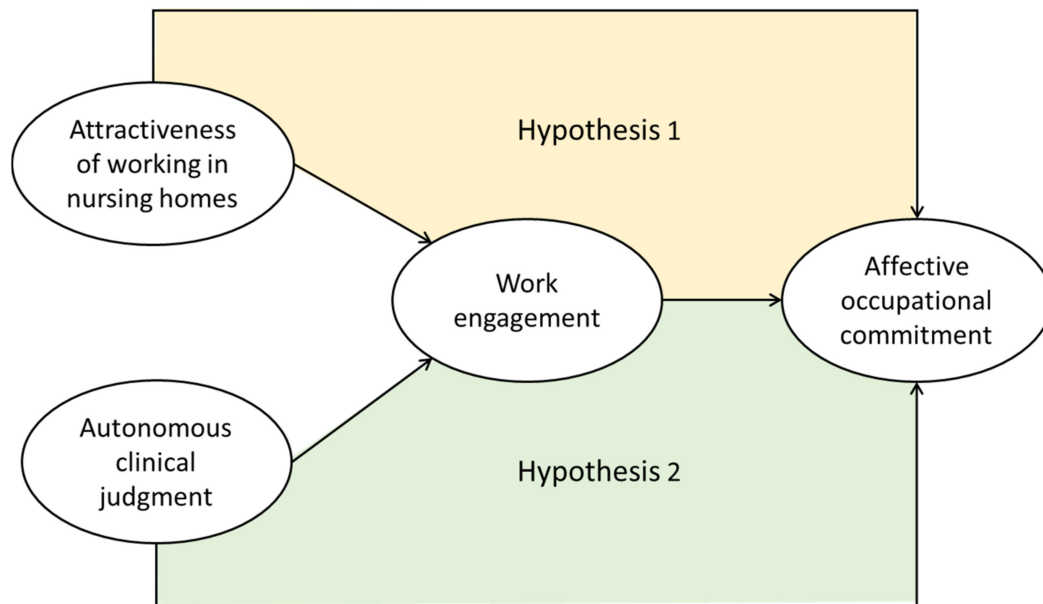 Attractiveness
of working in
nursing homes
Hypothesis 1
Work
engagement
Affective
occupational
commitment
Autonomous
clinical
judgment
Hypothesis 2